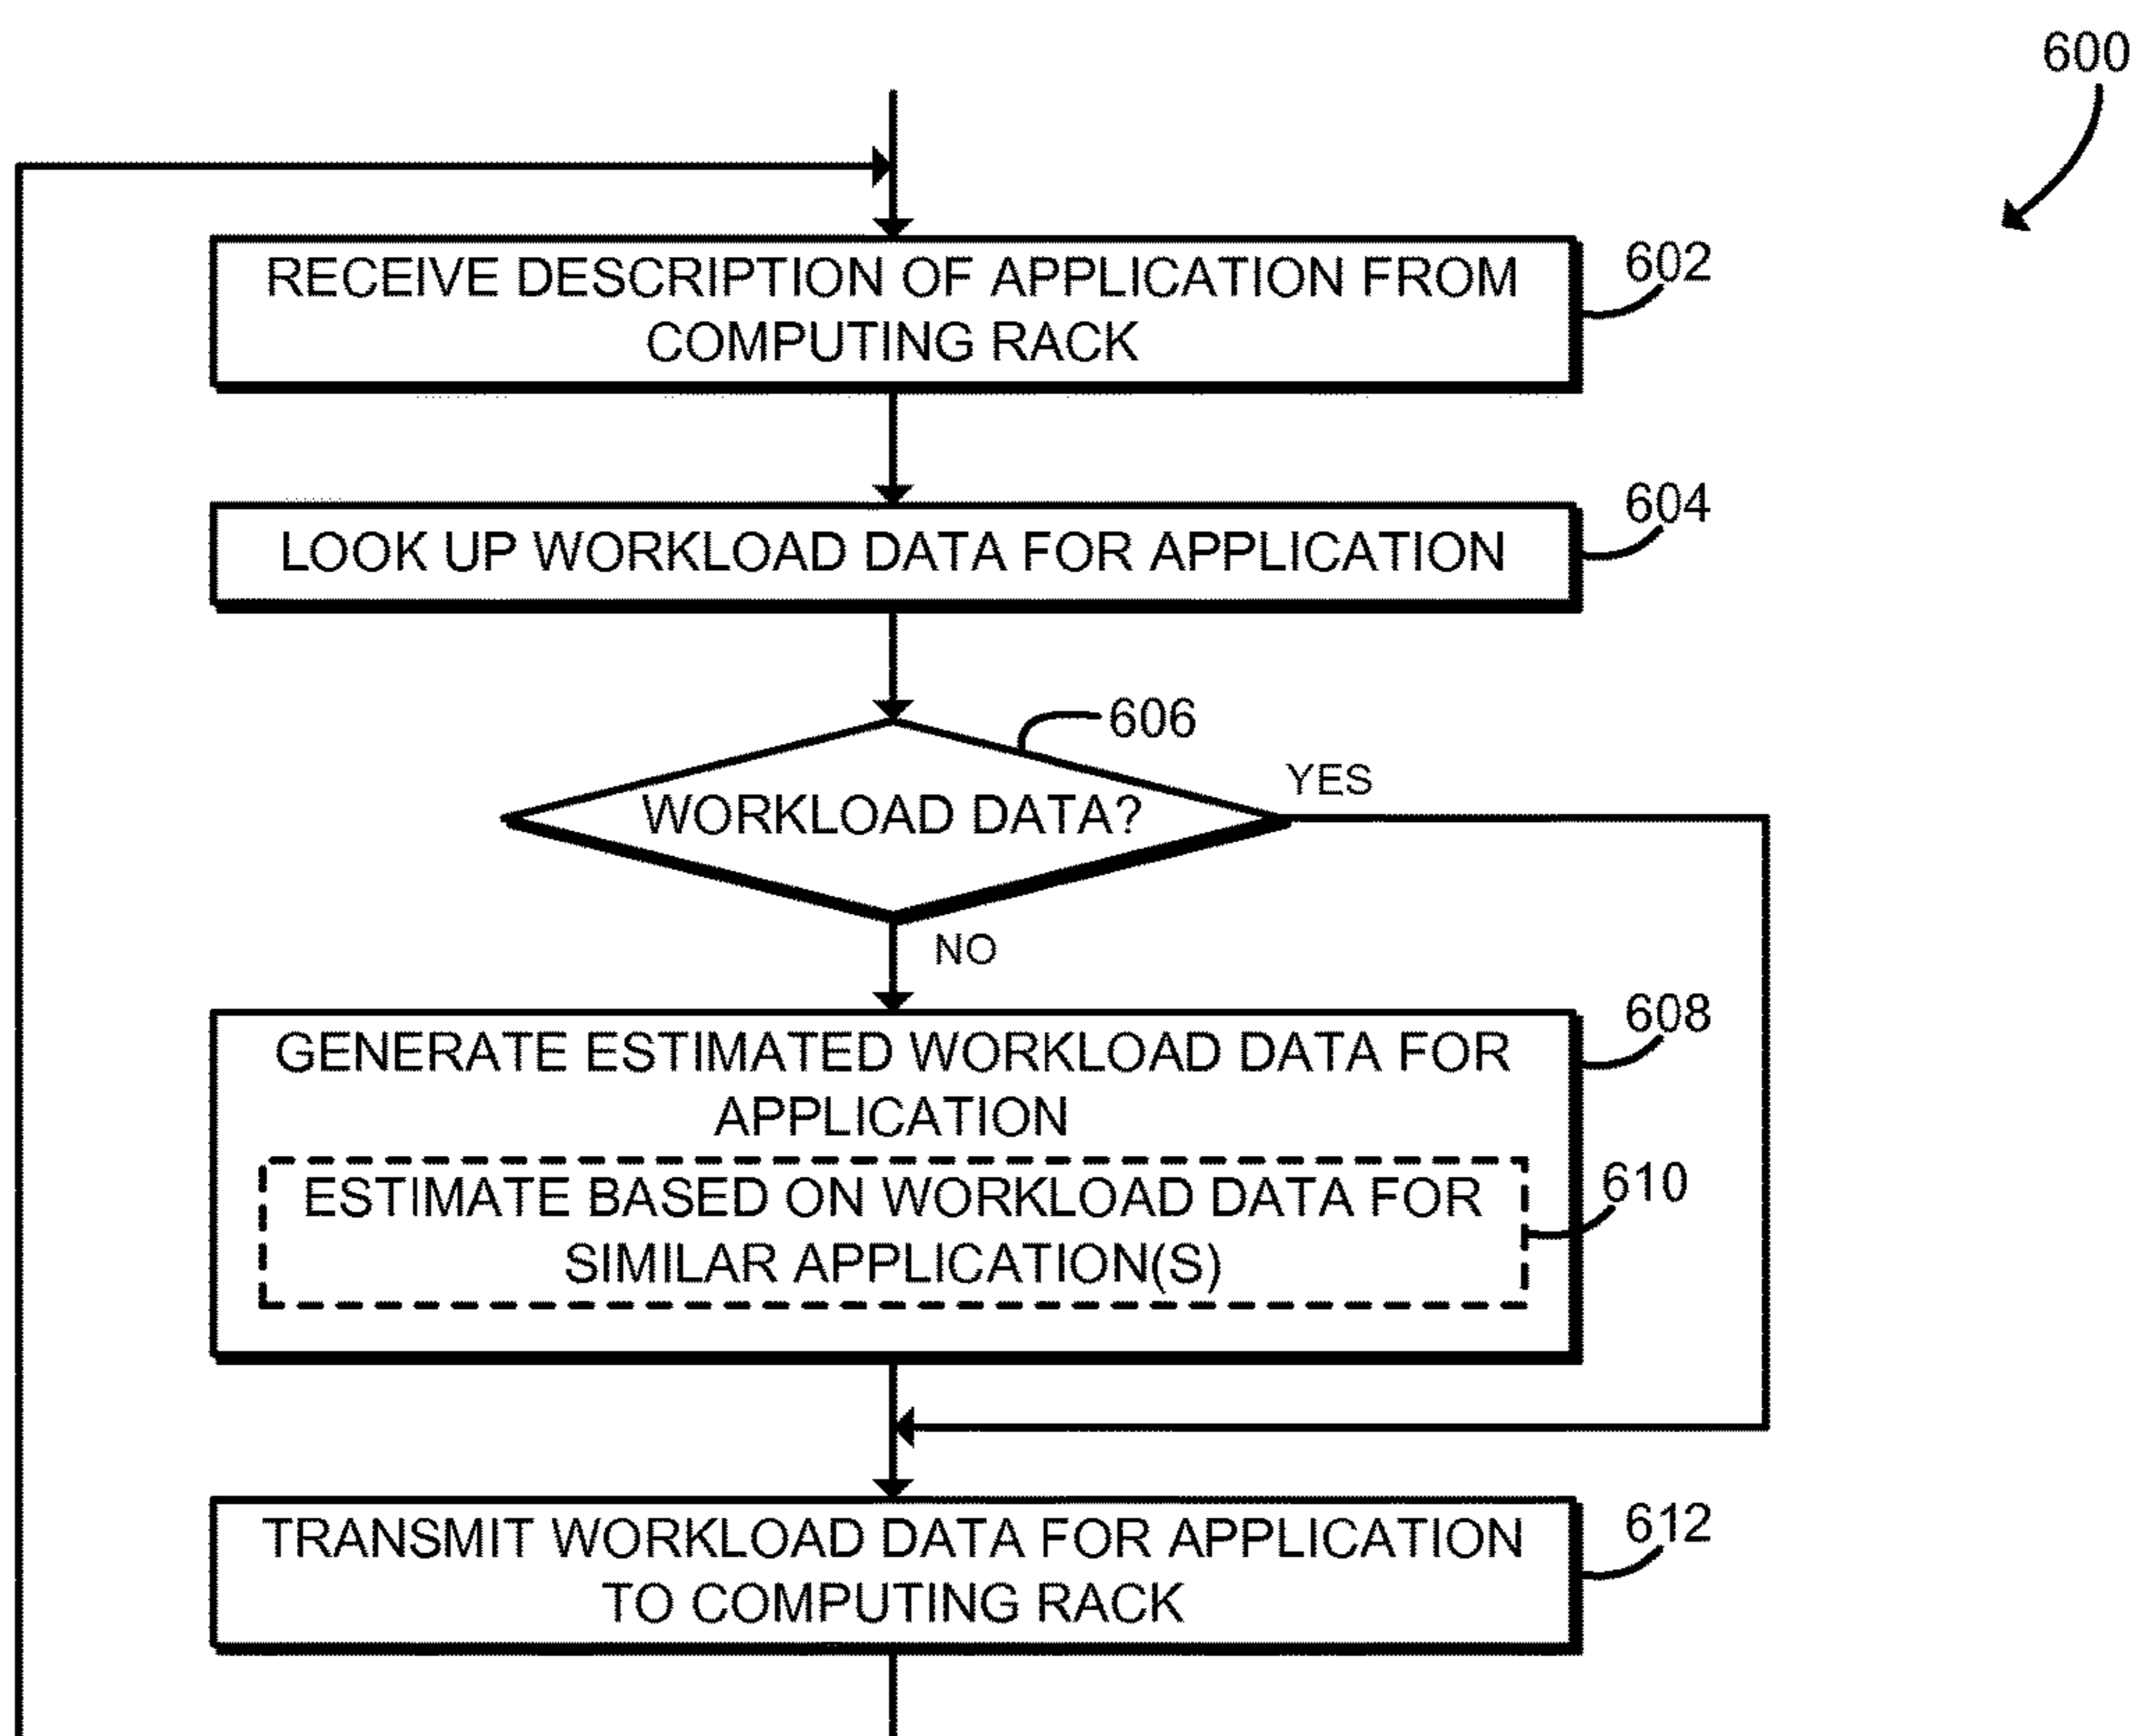 600
RECEIVE DESCRIPTION OF APPLICATION FROM
COMPUTING RACK
602
LOOK UP WORKLOAD DATA FOR APPLICATION
604
606
WORKLOAD DATA?
YES
NO
GENERATE ESTIMATED WORKLOAD DATA FOR
APPLICATION
608
ESTIMATE BASED ON WORKLOAD DATA FOR
SIMILAR APPLICATION(S)
610
TRANSMIT WORKLOAD DATA FOR APPLICATION
TO COMPUTING RACK
612